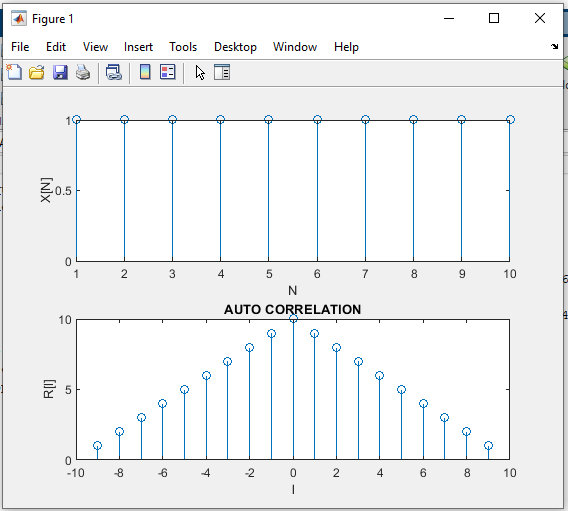 Figure 1
File Edit View Insert Tools Desktop Window Help
1
0.5
0
X[N]
1 2 3 4 5 6 7 8 9 10
N
AUTO CORRELATION
10
5
0
R[l]
-10 -8 -6 -4 -2 0 2 4 6 8 10
l